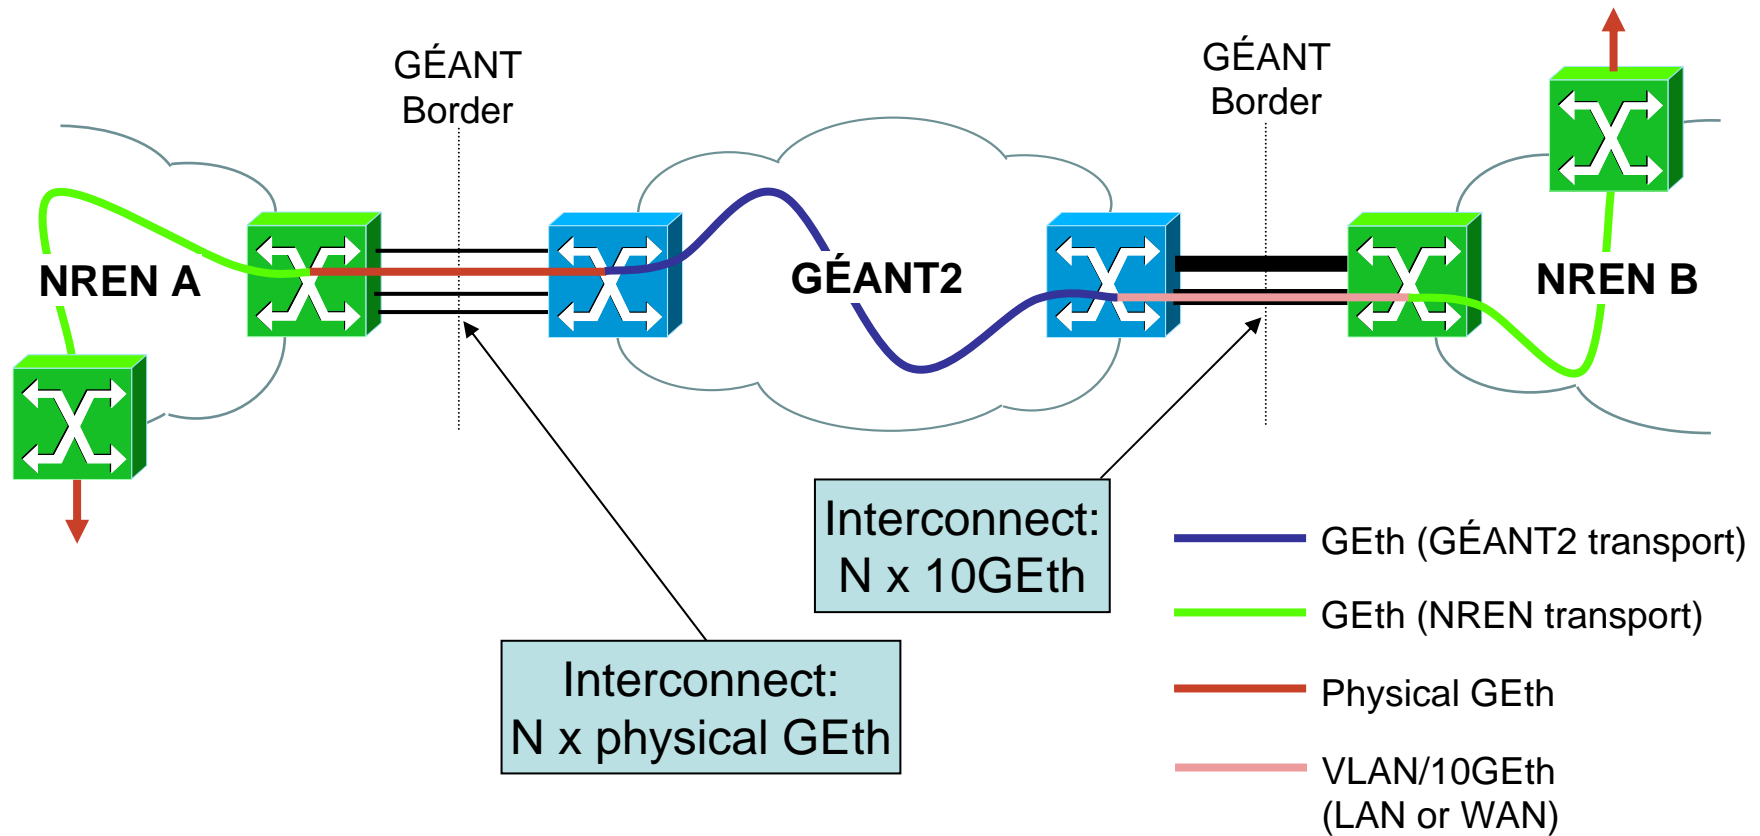 GÉANT
Border
GÉANT
Border
NREN A
GÉANT2
NREN B
Interconnect:
N x 10GEth
Interconnect:
N x physical GEth
GEth (GÉANT2 transport)
GEth (NREN transport)
Physical GEth
VLAN/10GEth
(LAN or WAN)